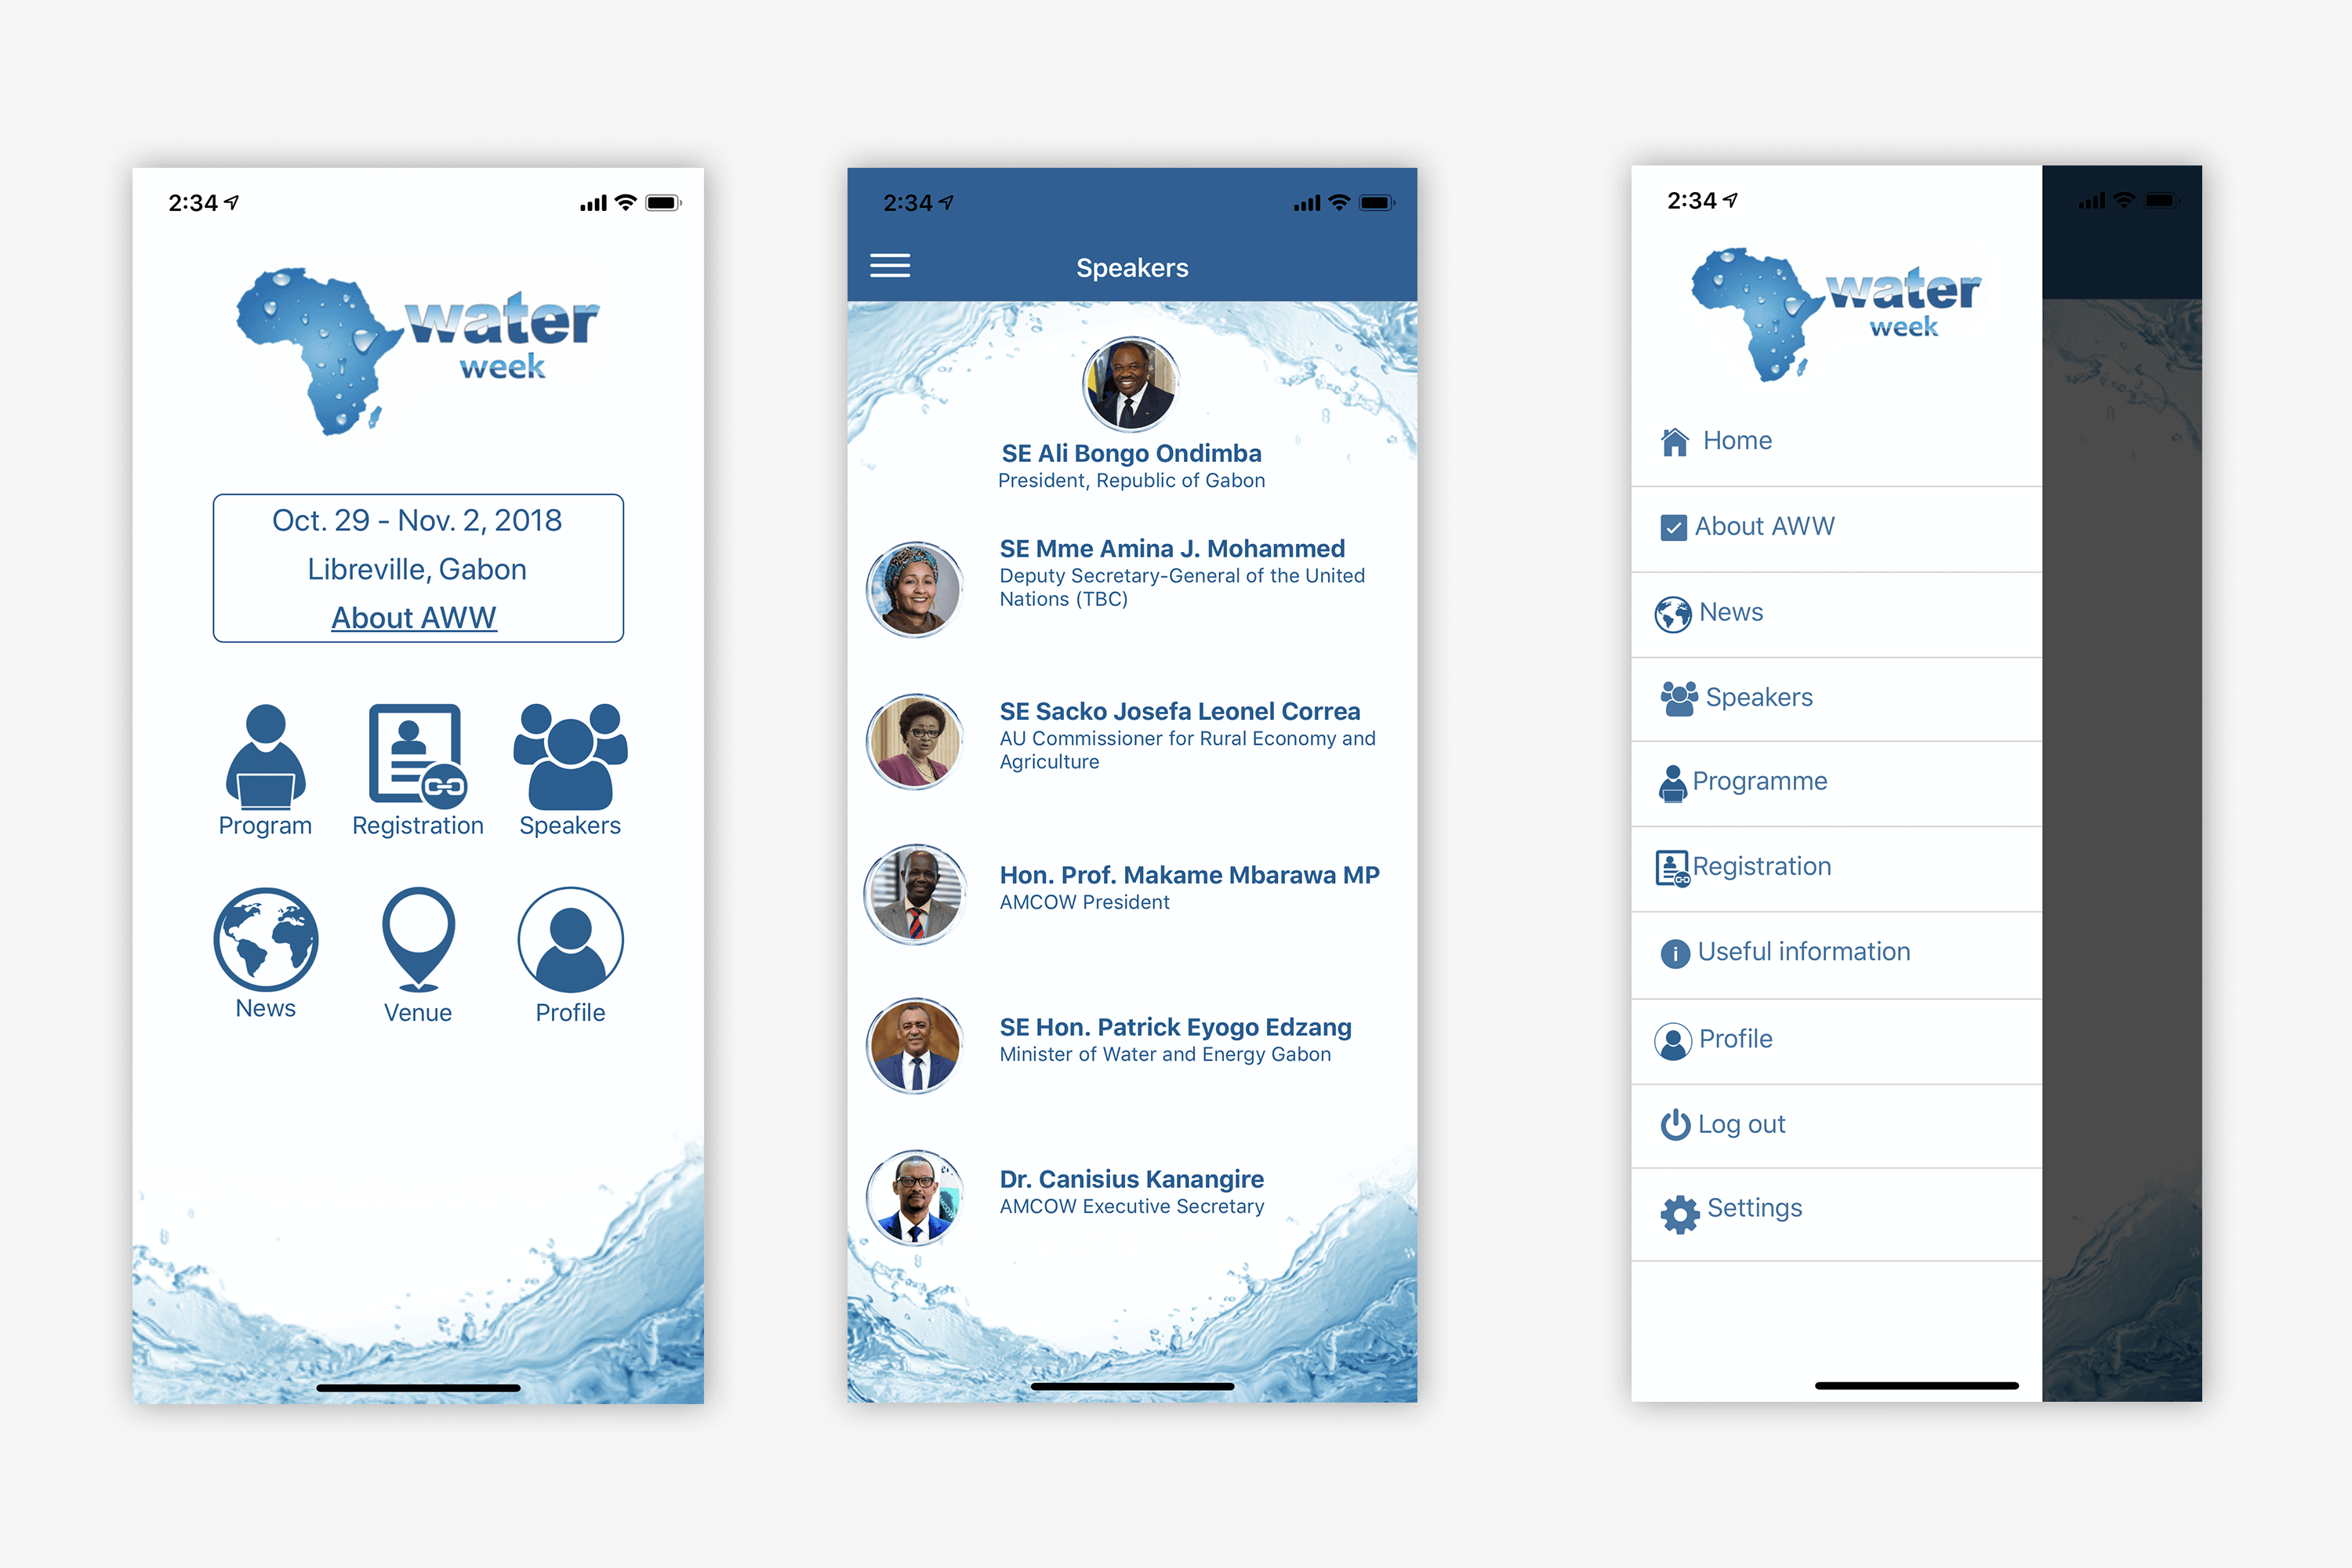 2:34
water
week
Oct. 29 - Nov. 2, 2018
Libreville, Gabon
About AWW
Program
Registration
Speakers
News
Venue
Profile
2:34
Speakers
SE Ali Bongo Ondimba
President, Republic of Gabon
SE Mme Amina J. Mohammed
Deputy Secretary-General of the United
Nations (TBC)
SE Sacko Josefa Leonel Correa
AU Commissioner for Rural Economy and
Agriculture
Hon. Prof. Makame Mbarawa MP
AMCOW President
SE Hon. Patrick Eyogo Edzang
Minister of Water and Energy Gabon
Dr. Canisius Kanangire
AMCOW Executive Secretary
2:34
water
week
Home
About AWW
News
Speakers
Programme
Registration
Useful information
Profile
Log out
Settings